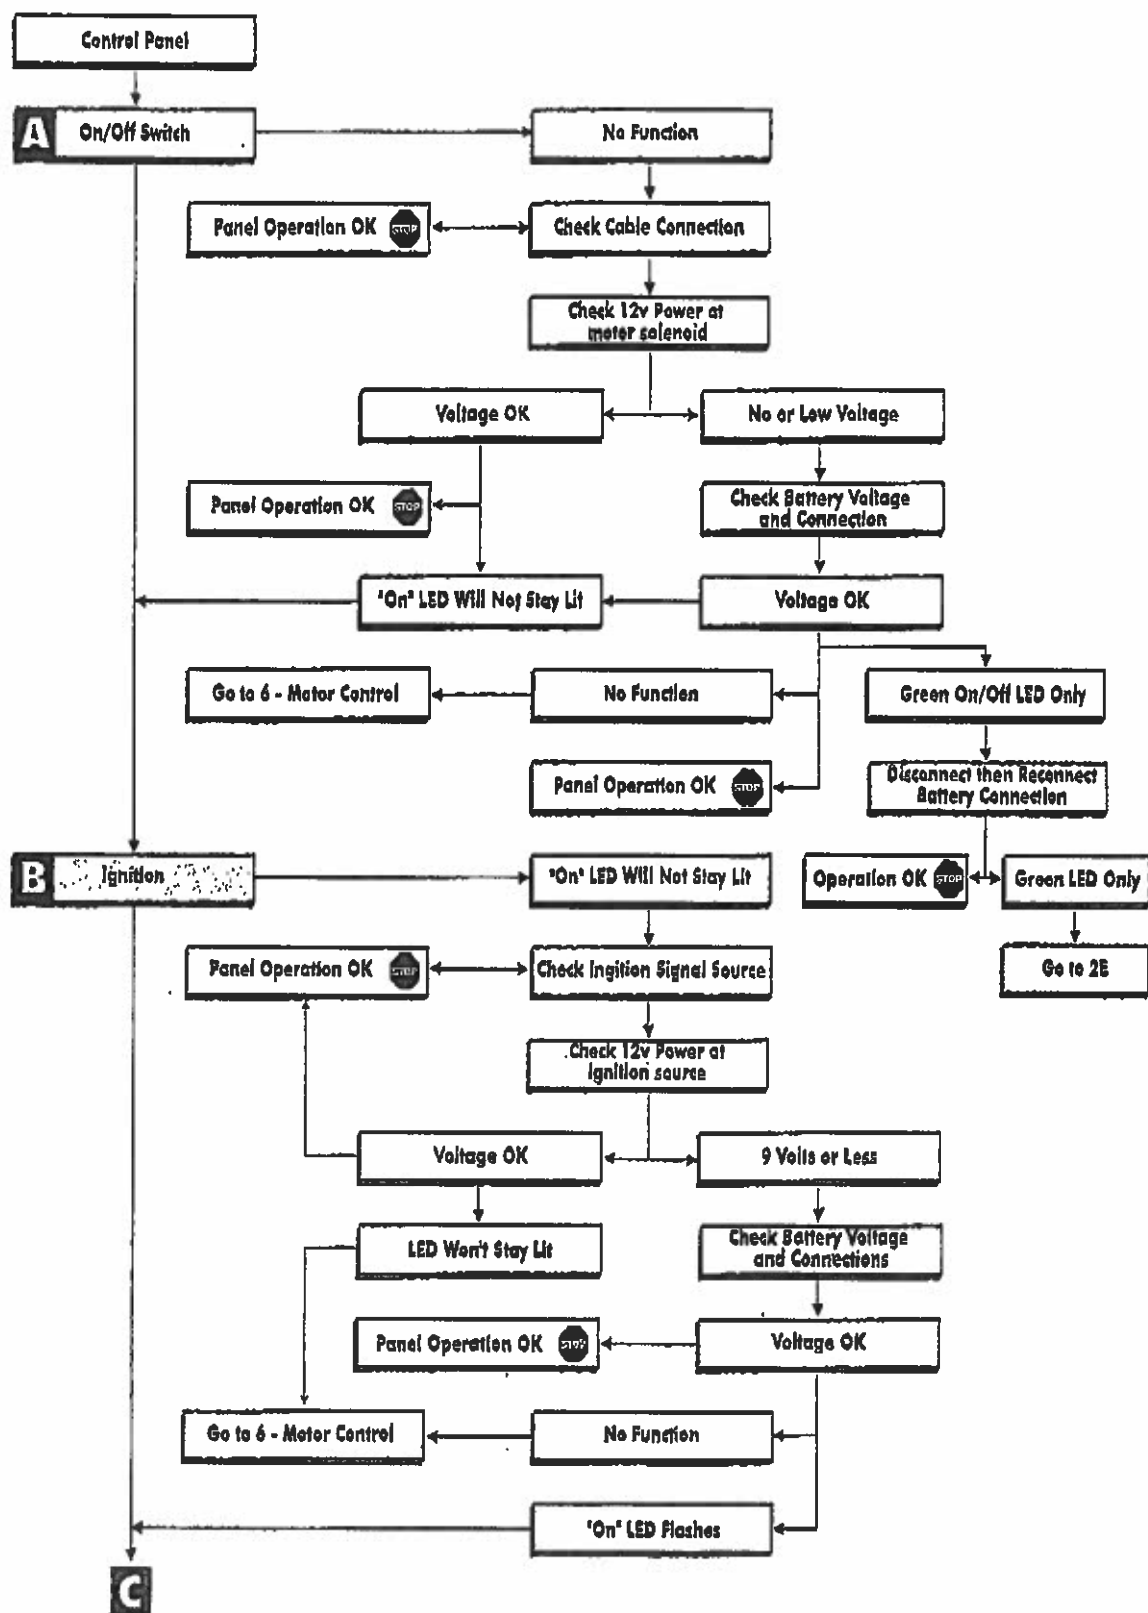 Control Panel
A On/Off Switch
No Function
Panel Operation OK STOP
Check Cable Connection
Check 12v Power at
motor solenoid
Voltage OK
No or Low Voltage
Panel Operation OK STOP
Check Battery Voltage
and Connection
"On" LED Will Not Stay Lit
Voltage OK
Go to 6 - Motor Control
No Function
Green On/Off LED Only
Panel Operation OK STOP
Disconnect then Reconnect
Battery Connection
B Ignition
"On" LED Will Not Stay Lit
Operation OK STOP
Green LED Only
Panel Operation OK STOP
Check Ingition Signal Source
Go to 2E
Check 12v Power at
ignition source
Voltage OK
9 Volts or Less
LED Won't Stay Lit
Check Battery Voltage
and Connections
Panel Operation OK STOP
Voltage OK
Go to 6 - Motor Control
No Function
"On" LED Flashes
C